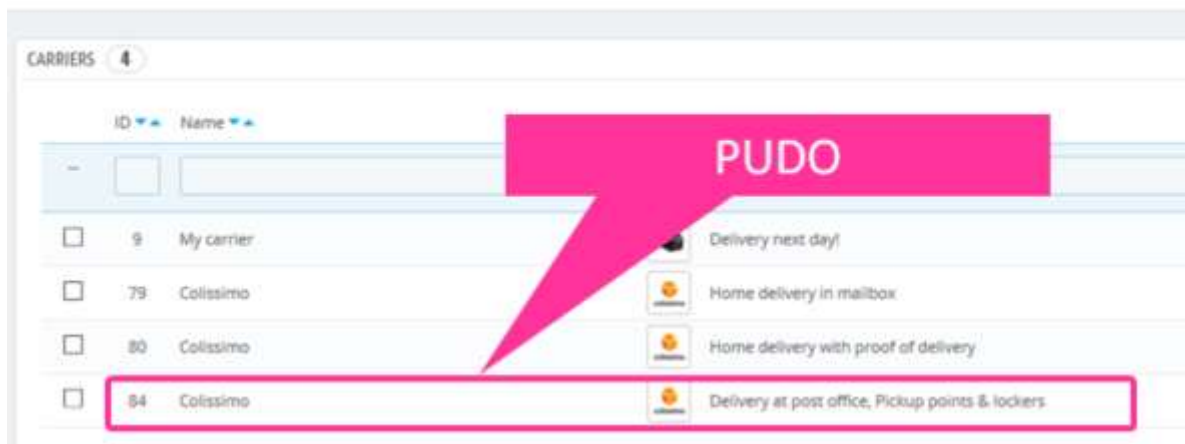 CARRIERS 4
ID Name
PUDO
--
9 My carrier Delivery next day!
79 Colissimo Home delivery in mailbox
80 Colissimo Home delivery with proof of delivery
84 Colissimo Delivery at post office, Pickup points & lockers